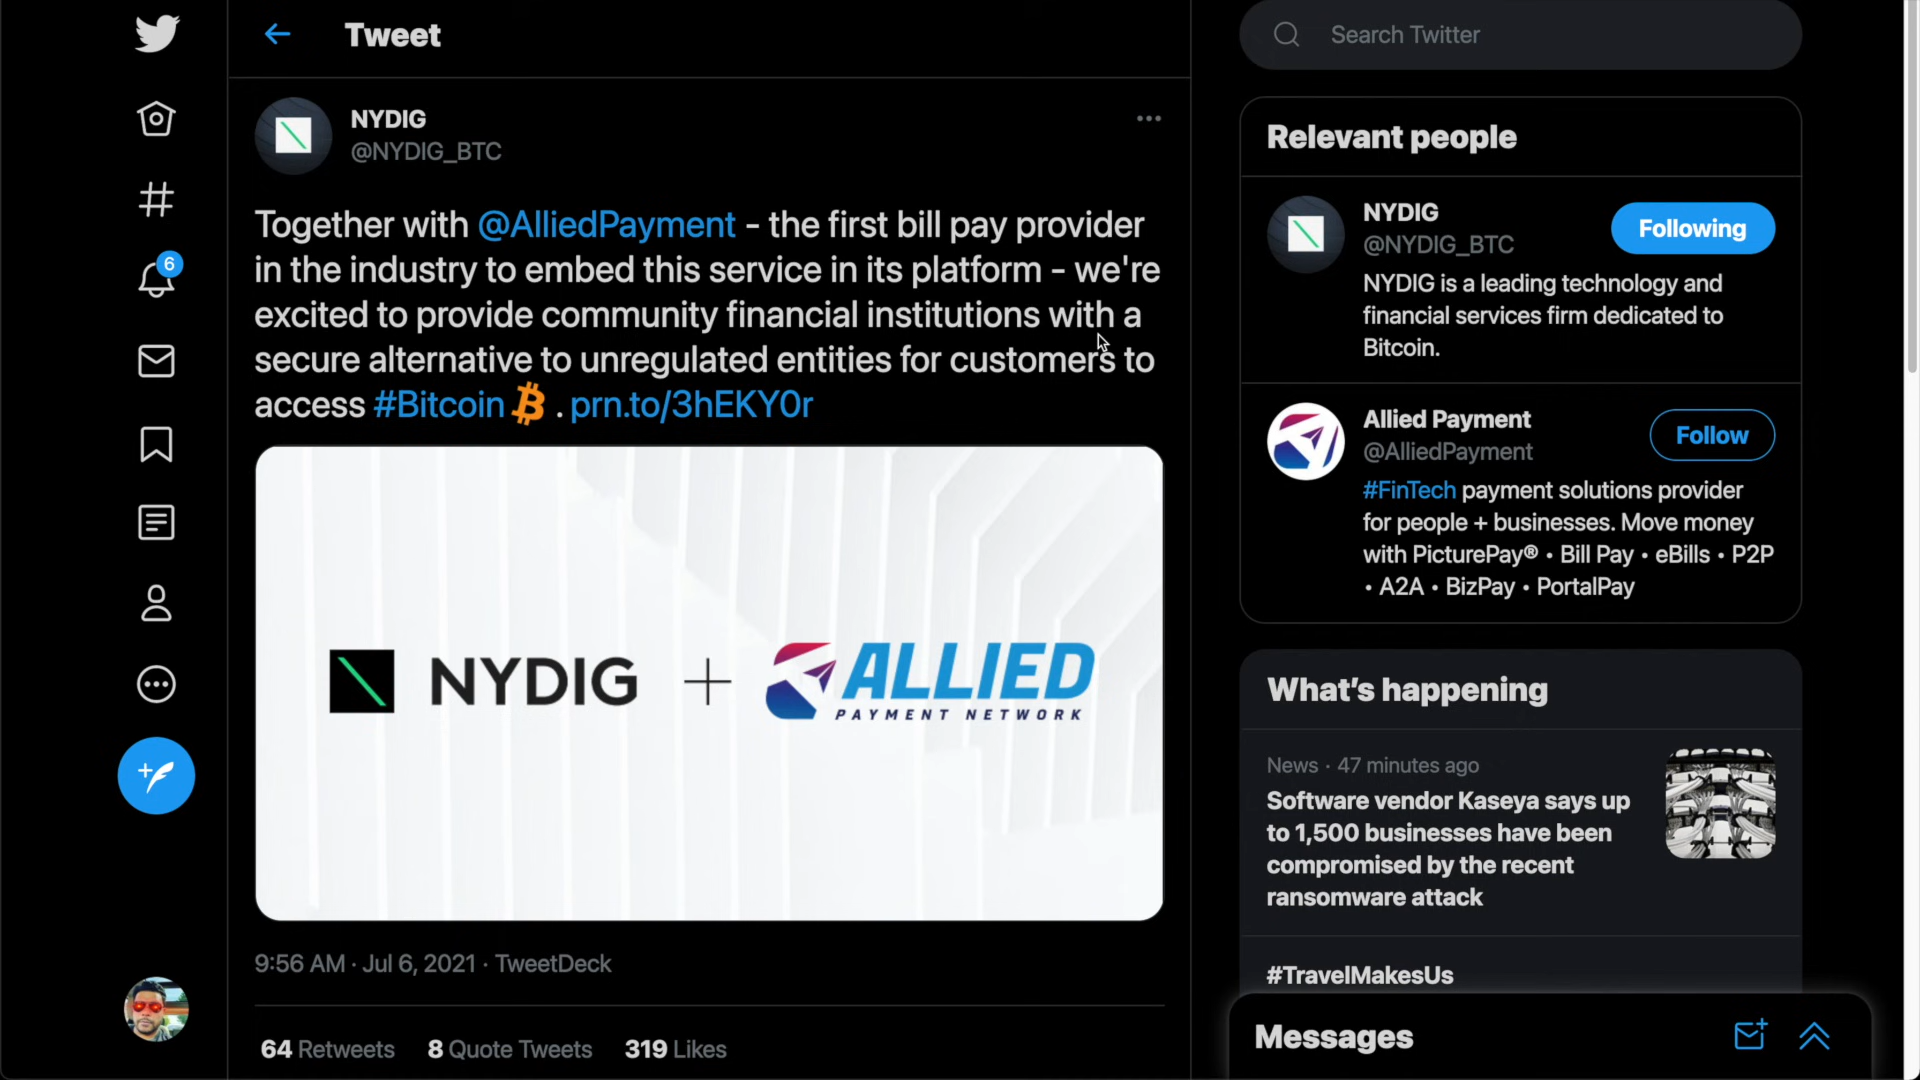 Tweet
NYDIG
@NYDIG_BTC
Together with @AlliedPayment - the first bill pay provider
in the industry to embed this service in its platform - we're
excited to provide community financial institutions with a
secure alternative to unregulated entities for customers to
access #Bitcoin . prn.to/3hEKY0r
NYDIG + ALLIED
PAYMENT NETWORK
9:56 AM · Jul 6, 2021 · TweetDeck
64 Retweets 8 Quote Tweets 319 Likes
6
Search Twitter
Relevant people
NYDIG
@NYDIG_BTC
Following
NYDIG is a leading technology and
financial services firm dedicated to
Bitcoin.
Allied Payment
@AlliedPayment
Follow
#FinTech payment solutions provider
for people + businesses. Move money
with PicturePay® • Bill Pay • eBills • P2P
• A2A • BizPay • PortalPay
What's happening
News · 47 minutes ago
Software vendor Kaseya says up
to 1,500 businesses have been
compromised by the recent
ransomware attack
#TravelMakesUs
Messages